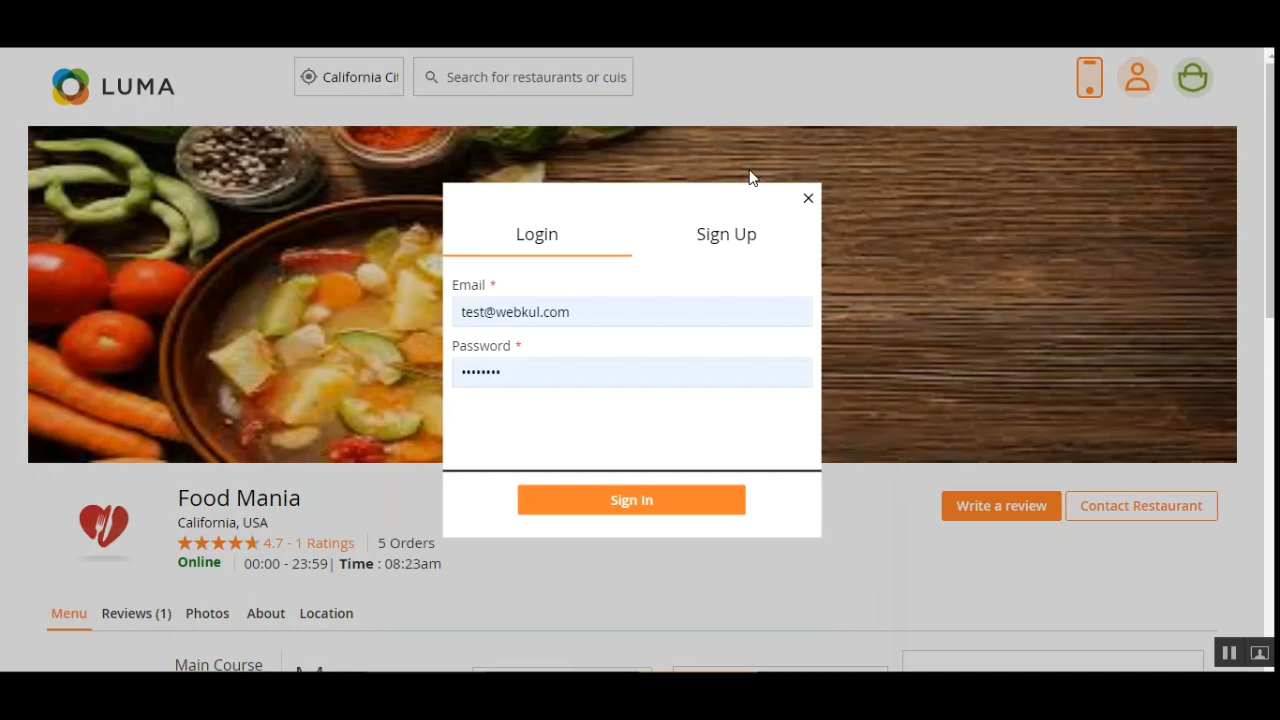 LUMA
California Cit
Search for restaurants or cuis
Login
Sign Up
Email *
test@webkul.com
Password *
••••••••
Sign In
Food Mania
California, USA
4.7 - 1 Ratings
5 Orders
Online
00:00 - 23:59| Time : 08:23am
Write a review
Contact Restaurant
Menu
Reviews (1)
Photos
About
Location
Main Course